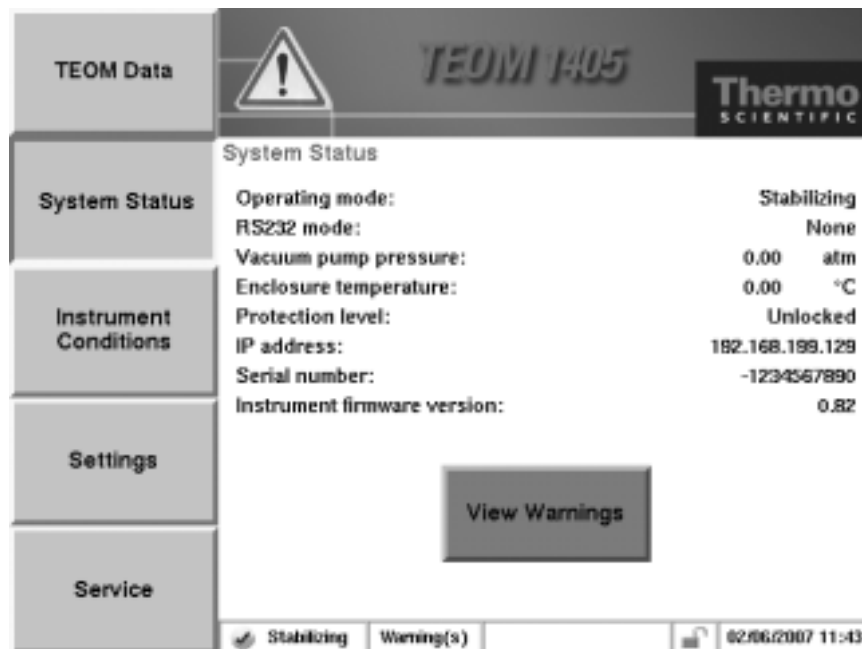 TEOM Data
TEOM 1405
Thermo
SCIENTIFIC
System Status
System Status
Operating mode: Stabilizing
RS232 mode: None
Vacuum pump pressure: 0.00 atm
Enclosure temperature: 0.00 °C
Protection level: Unlocked
IP address: 192.168.199.129
Serial number: -1234567890
Instrument firmware version: 0.82
Instrument
Conditions
Settings
View Warnings
Service
Stabilizing Warning(s) 02/06/2007 11:43